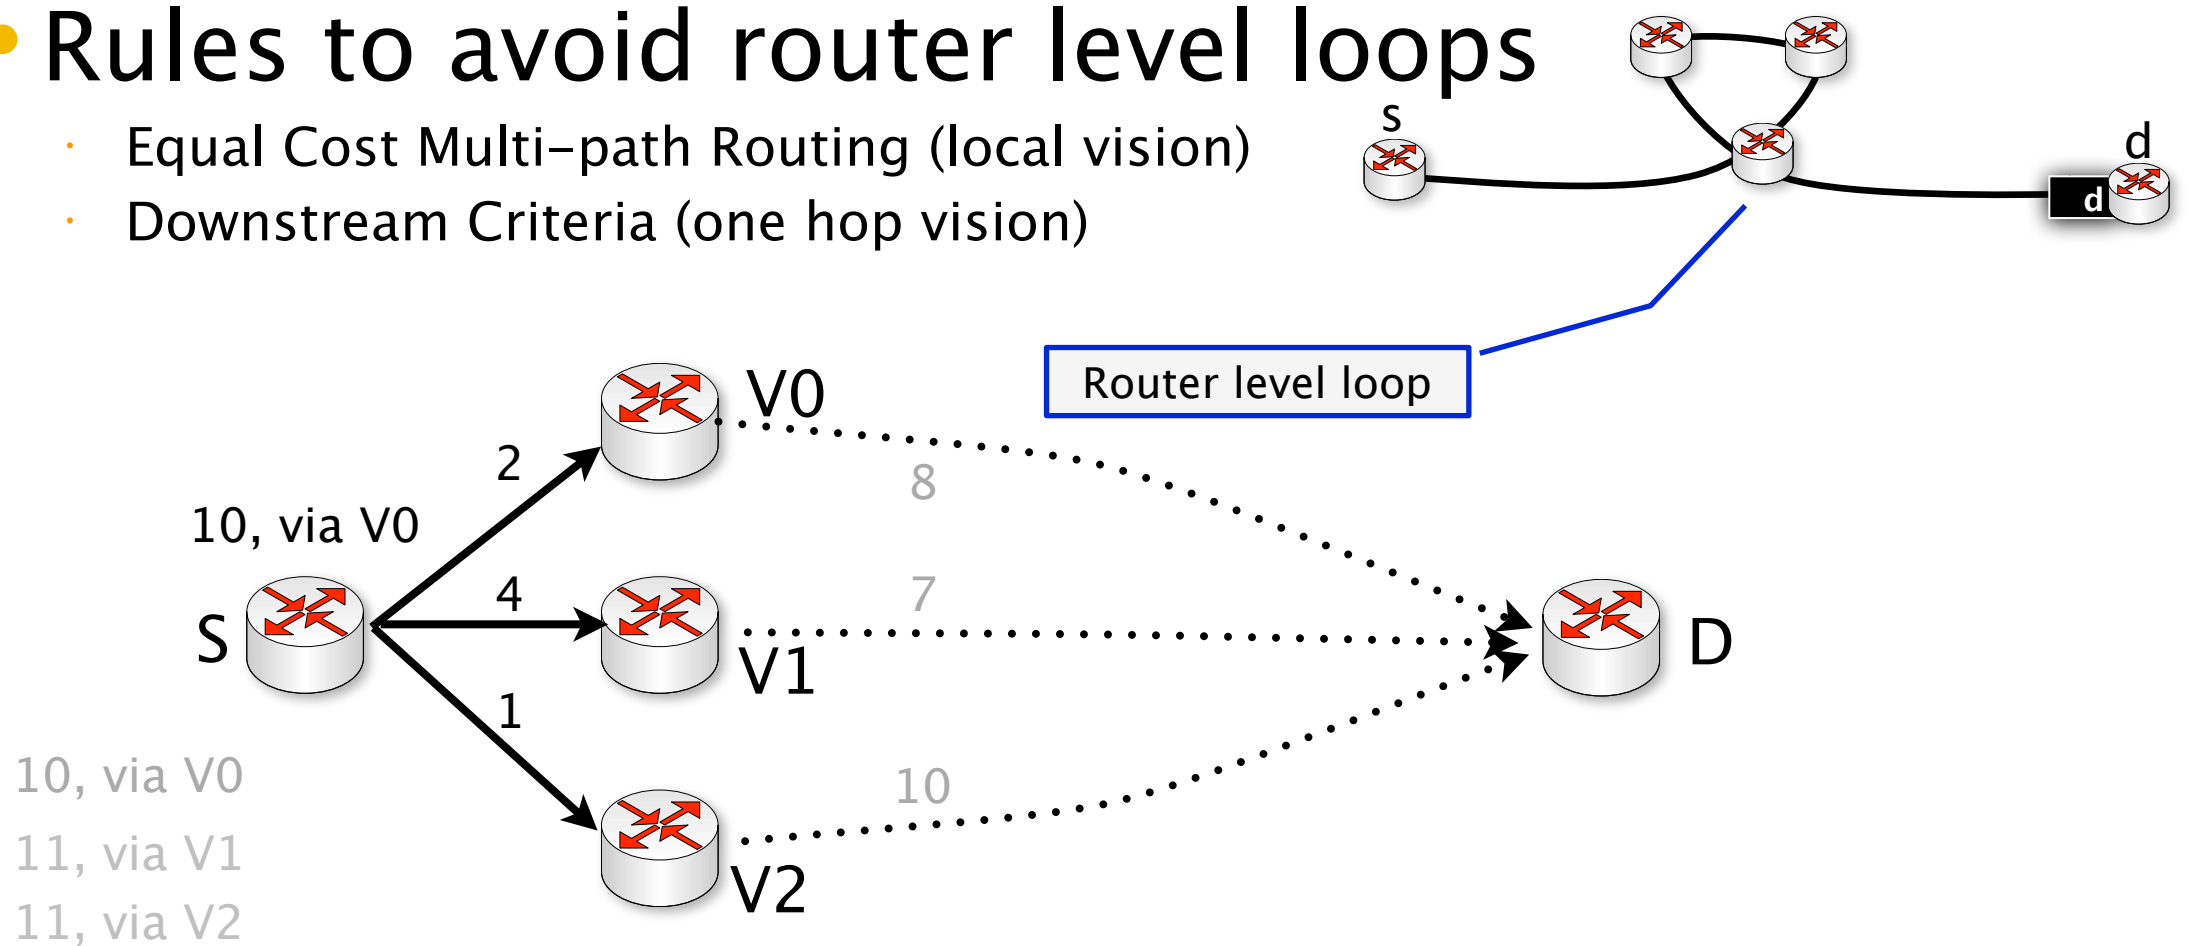 Rules to avoid router level loops
Equal Cost Multi-path Routing (local vision)
Downstream Criteria (one hop vision)
s
d
d
Router level loop
V0
2
8
10, via V0
4
7
S
V1
D
1
10, via V0
10
11, via V1
V2
11, via V2